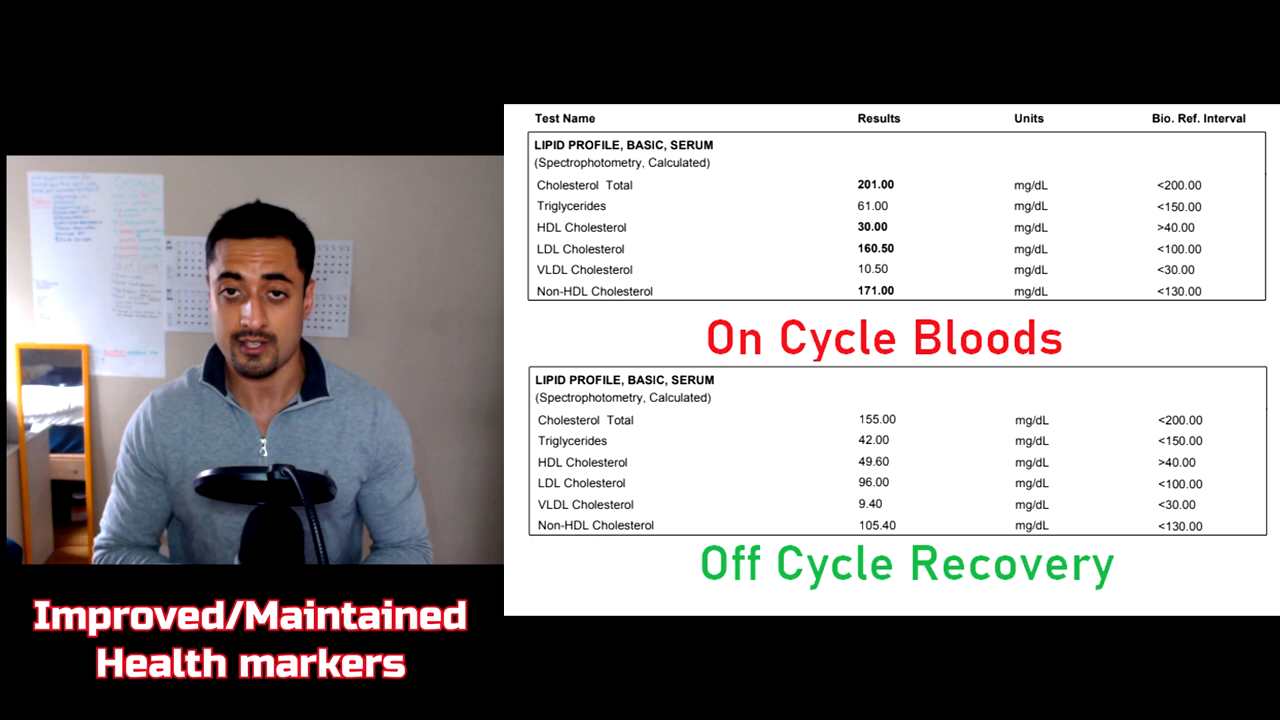 Test Name Results Units Bio. Ref. Interval
LIPID PROFILE, BASIC, SERUM
(Spectrophotometry, Calculated)
Cholesterol Total 201.00 mg/dL <200.00
Triglycerides 61.00 mg/dL <150.00
HDL Cholesterol 30.00 mg/dL >40.00
LDL Cholesterol 160.50 mg/dL <100.00
VLDL Cholesterol 10.50 mg/dL <30.00
Non-HDL Cholesterol 171.00 mg/dL <130.00
On Cycle Bloods
LIPID PROFILE, BASIC, SERUM
(Spectrophotometry, Calculated)
Cholesterol Total 155.00 mg/dL <200.00
Triglycerides 42.00 mg/dL <150.00
HDL Cholesterol 49.60 mg/dL >40.00
LDL Cholesterol 96.00 mg/dL <100.00
VLDL Cholesterol 9.40 mg/dL <30.00
Non-HDL Cholesterol 105.40 mg/dL <130.00
Off Cycle Recovery
Improved/Maintained
Health markers